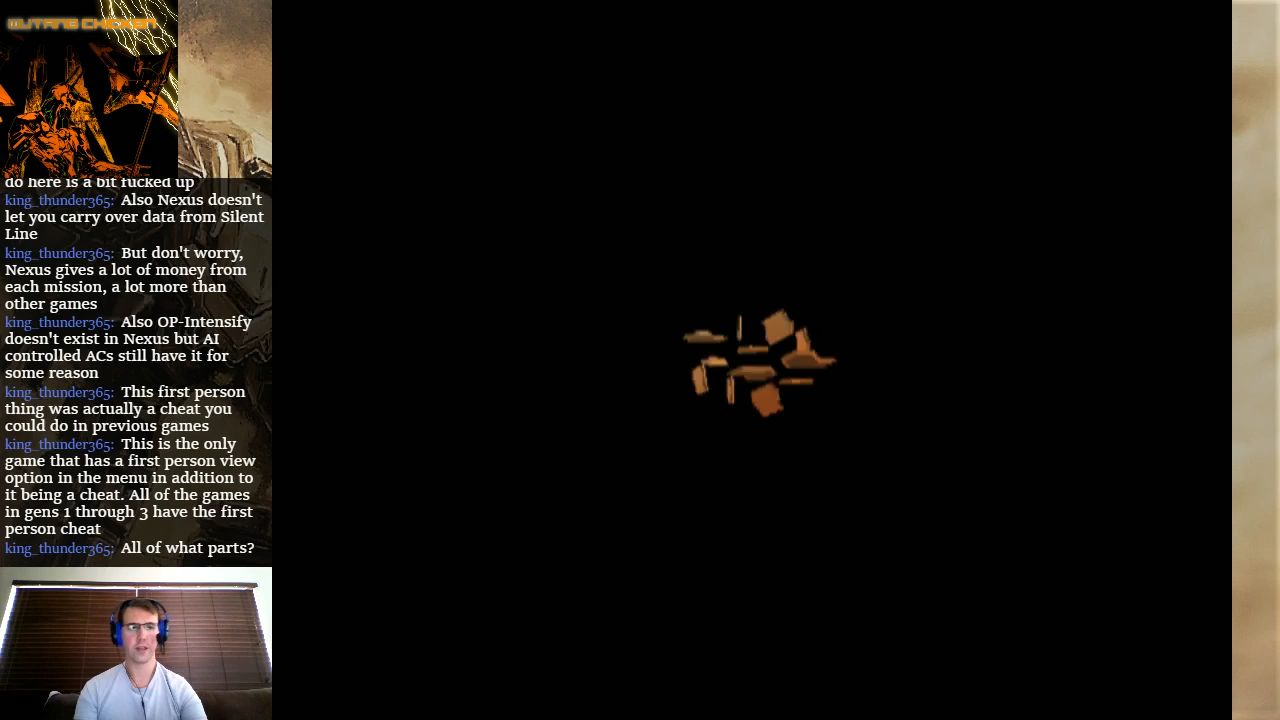 WUTANG CHICKEN
do here is a bit fucked up
king_thunder365: Also Nexus doesn't
let you carry over data from Silent
Line
king_thunder365: But don't worry,
Nexus gives a lot of money from
each mission, a lot more than
other games
king_thunder365: Also OP-Intensify
doesn't exist in Nexus but AI
controlled ACs still have it for
some reason
king_thunder365: This first person
thing was actually a cheat you
could do in previous games
king_thunder365: This is the only
game that has a first person view
option in the menu in addition to
it being a cheat. All of the games
in gens 1 through 3 have the first
person cheat
king_thunder365: All of what parts?